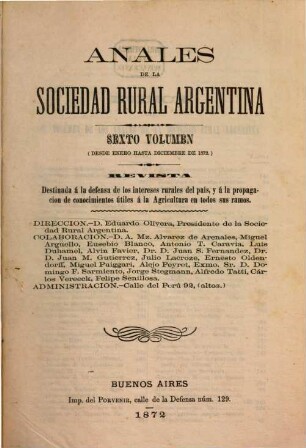 ANALES
DE LA
SOCIEDAD RURAL ARGENTINA
SEXTO VOLUMEN
( DESDE ENERO HASTA DICIEMBRE DE 1872.)
REVISTA
Destinada á la defensa de los intereses rurales del pais, y á la propaga-
cion de conocimientos útiles á la Agricultura en todos sus ramos.
DIRECCION.—D. Eduardo Olivera, Presidente de la Socie-
dad Rural Argentina.
COLABORACION.—D. A. Mz. Alvarez de Arenales, Miguel
Argüello, Eusebio Blanco, Antonio T. Caravia, Luis
Duhamel, Alvin Favier, Dr. D. Juan S. Fernandez, Dr.
D. Juan M. Gutierrez, Julio Lacroze, Ernesto Olden-
dorff, Miguel Puiggari, Alejo Peyret, Exmo. Sr. D. Do-
mingo F. Sarmiento, Jorge Stegmann, Alfredo Tatti, Cár-
los Vereeck, Felipe Senillosa.
ADMINISTRACION.—Calle del Perú 92, (altos.)
BUENOS AIRES
Imp. del PORVENIR, calle de la Defensa núm. 129.
1872